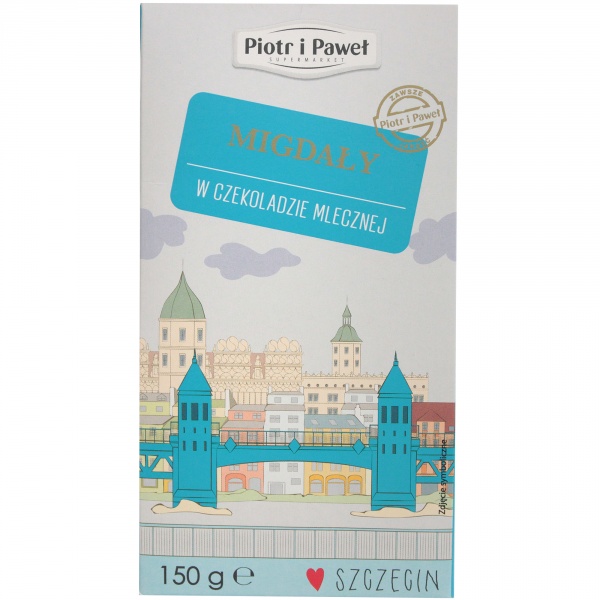 Piotr i Paweł
SUPERMARKET
ZAWSZE
Piotr i Paweł
MIGDAŁY
W CZEKOLADZIE MLECZNEJ
Zdjęcie symboliczne
150 g ℮
SZCZECIN